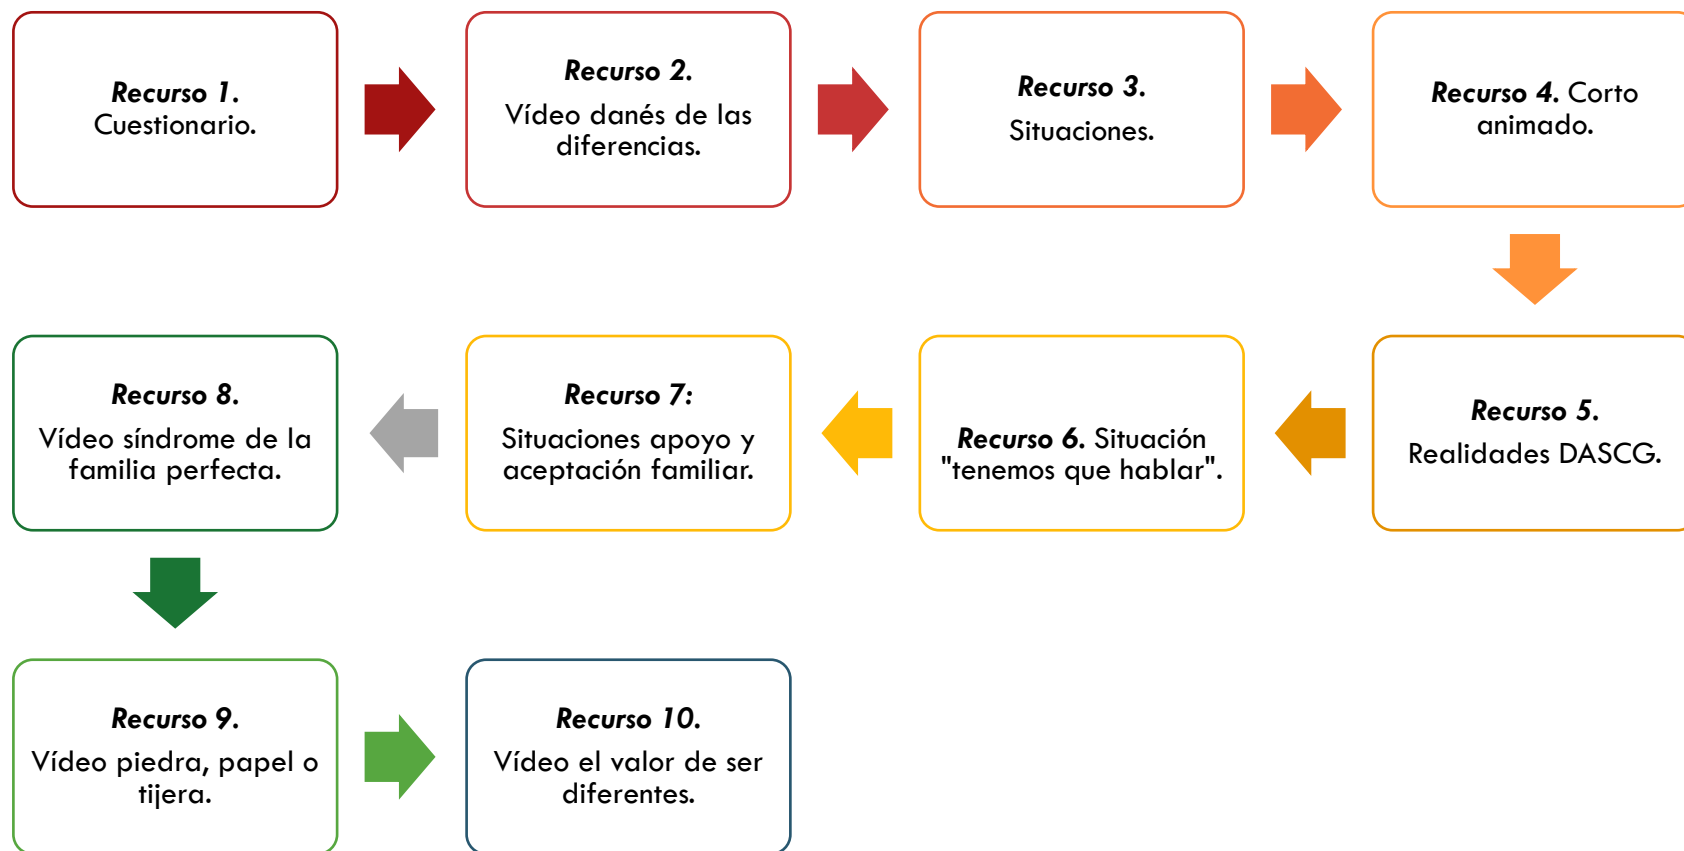 Recurso 1.
Cuestionario.
Recurso 2.
Vídeo danés de las
diferencias.
Recurso 3.
Situaciones.
Recurso 4. Corto
animado.
Recurso 5.
Realidades DASCG.
Recurso 6. Situación
"tenemos que hablar".
Recurso 7:
Situaciones apoyo y
aceptación familiar.
Recurso 8.
Vídeo síndrome de la
familia perfecta.
Recurso 9.
Vídeo piedra, papel o
tijera.
Recurso 10.
Vídeo el valor de ser
diferentes.